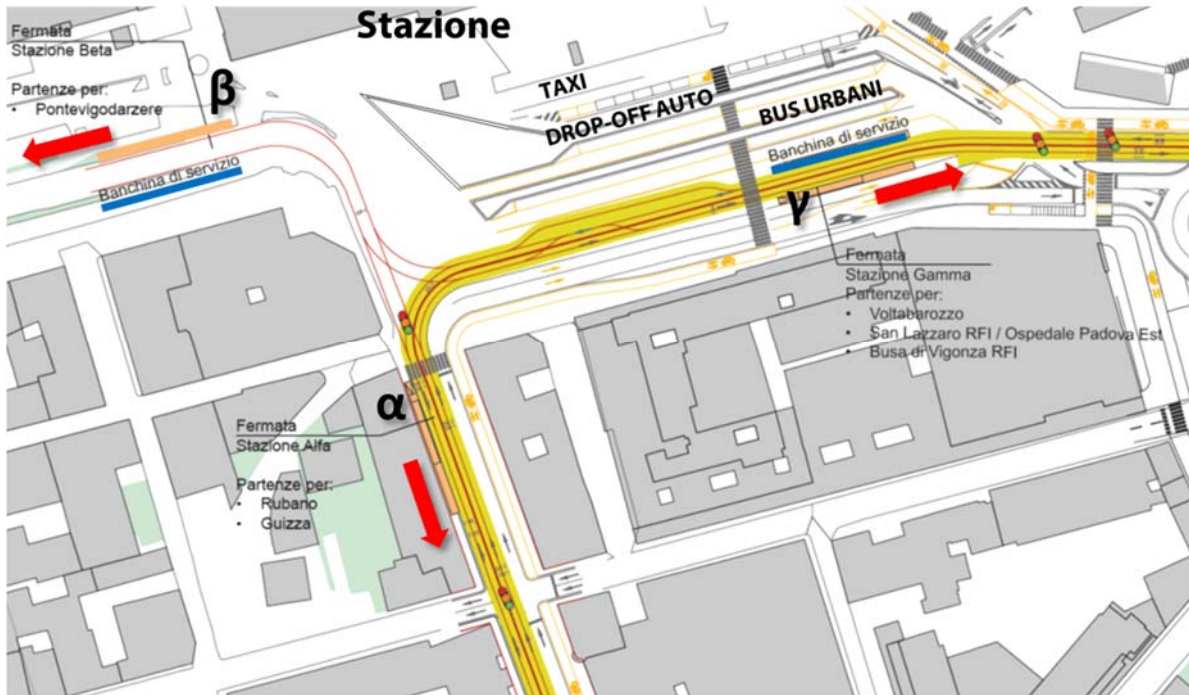 Stazione
Fermata
Stazione Beta
Partenze per:
• Pontevigodarzere
β
Banchina di servizio
TAXI
DROP-OFF AUTO
BUS URBANI
Banchina di servizio
γ
Fermata
Stazione Gamma
Partenze per:
• Voltabarozzo
• San Lazzaro RFI / Ospedale Padova Est
• Busa di Vigonza RFI
α
Fermata
Stazione Alfa
Partenze per:
• Rubano
• Guizza